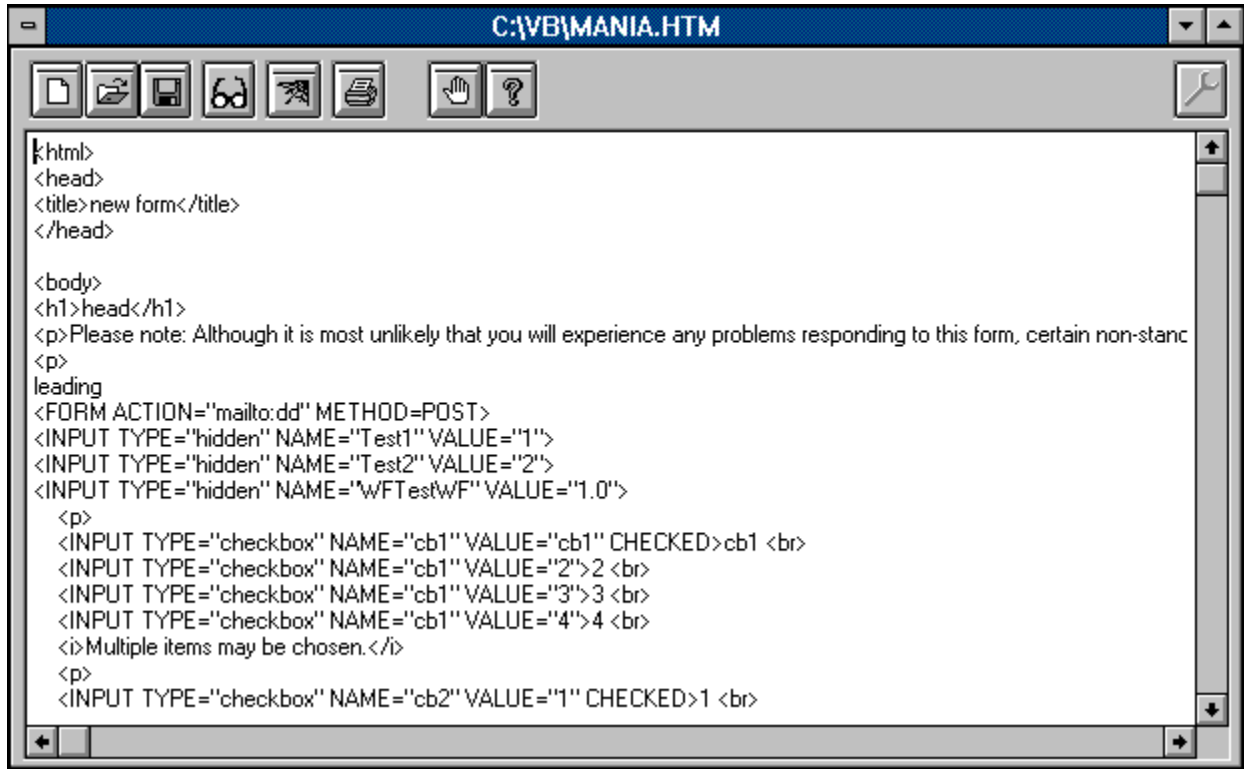 C:\VB\MANIA.HTM
?
<html>
<head>
<title>new form</title>
</head>
<body>
<h1>head</h1>
<p>Please note: Although it is most unlikely that you will experience any problems responding to this form, certain non-stanc
<p>
leading
<FORM ACTION="mailto:dd" METHOD=POST>
<INPUT TYPE="hidden" NAME="Test1" VALUE="1">
<INPUT TYPE="hidden" NAME="Test2" VALUE="2">
<INPUT TYPE="hidden" NAME="WFTestWF" VALUE="1.0">
<p>
<INPUT TYPE="checkbox" NAME="cb1" VALUE="cb1" CHECKED>cb1 <br>
<INPUT TYPE="checkbox" NAME="cb1" VALUE="2">2 <br>
<INPUT TYPE="checkbox" NAME="cb1" VALUE="3">3 <br>
<INPUT TYPE="checkbox" NAME="cb1" VALUE="4">4 <br>
<i>Multiple items may be chosen.</i>
<p>
<INPUT TYPE="checkbox" NAME="cb2" VALUE="1" CHECKED>1 <br>